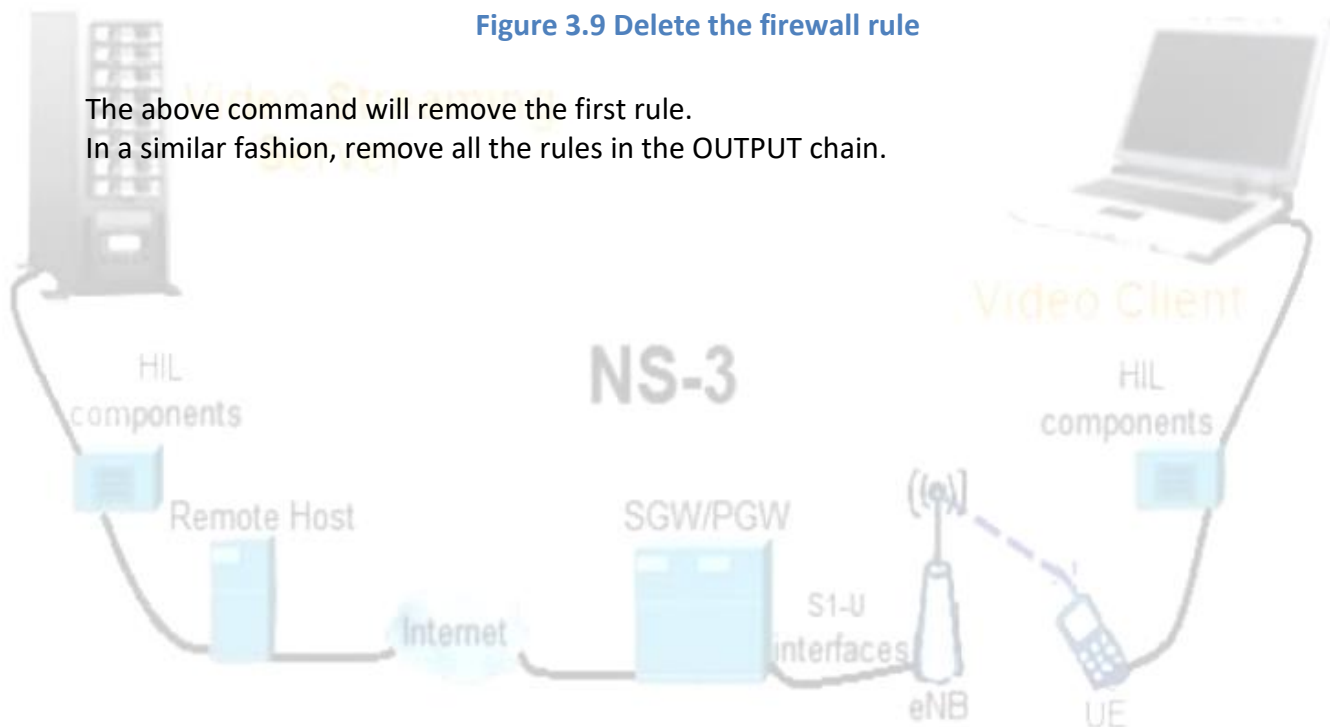 Figure 3.9 Delete the firewall rule
Video Streaming
The above command will remove the first rule.
In a similar fashion, remove all the rules in the OUTPUT chain.
Video Client
HIL
components
NS-3
HIL
components
Remote Host
SGW/PGW
Internet
S1-U
interfaces
eNB
UE